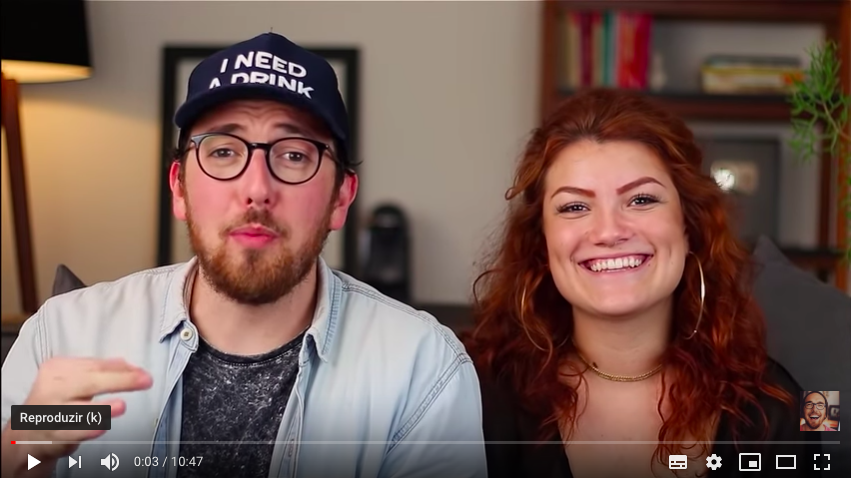 I NEED
A DRINK
Reproduzir (k)
0:03 / 10:47